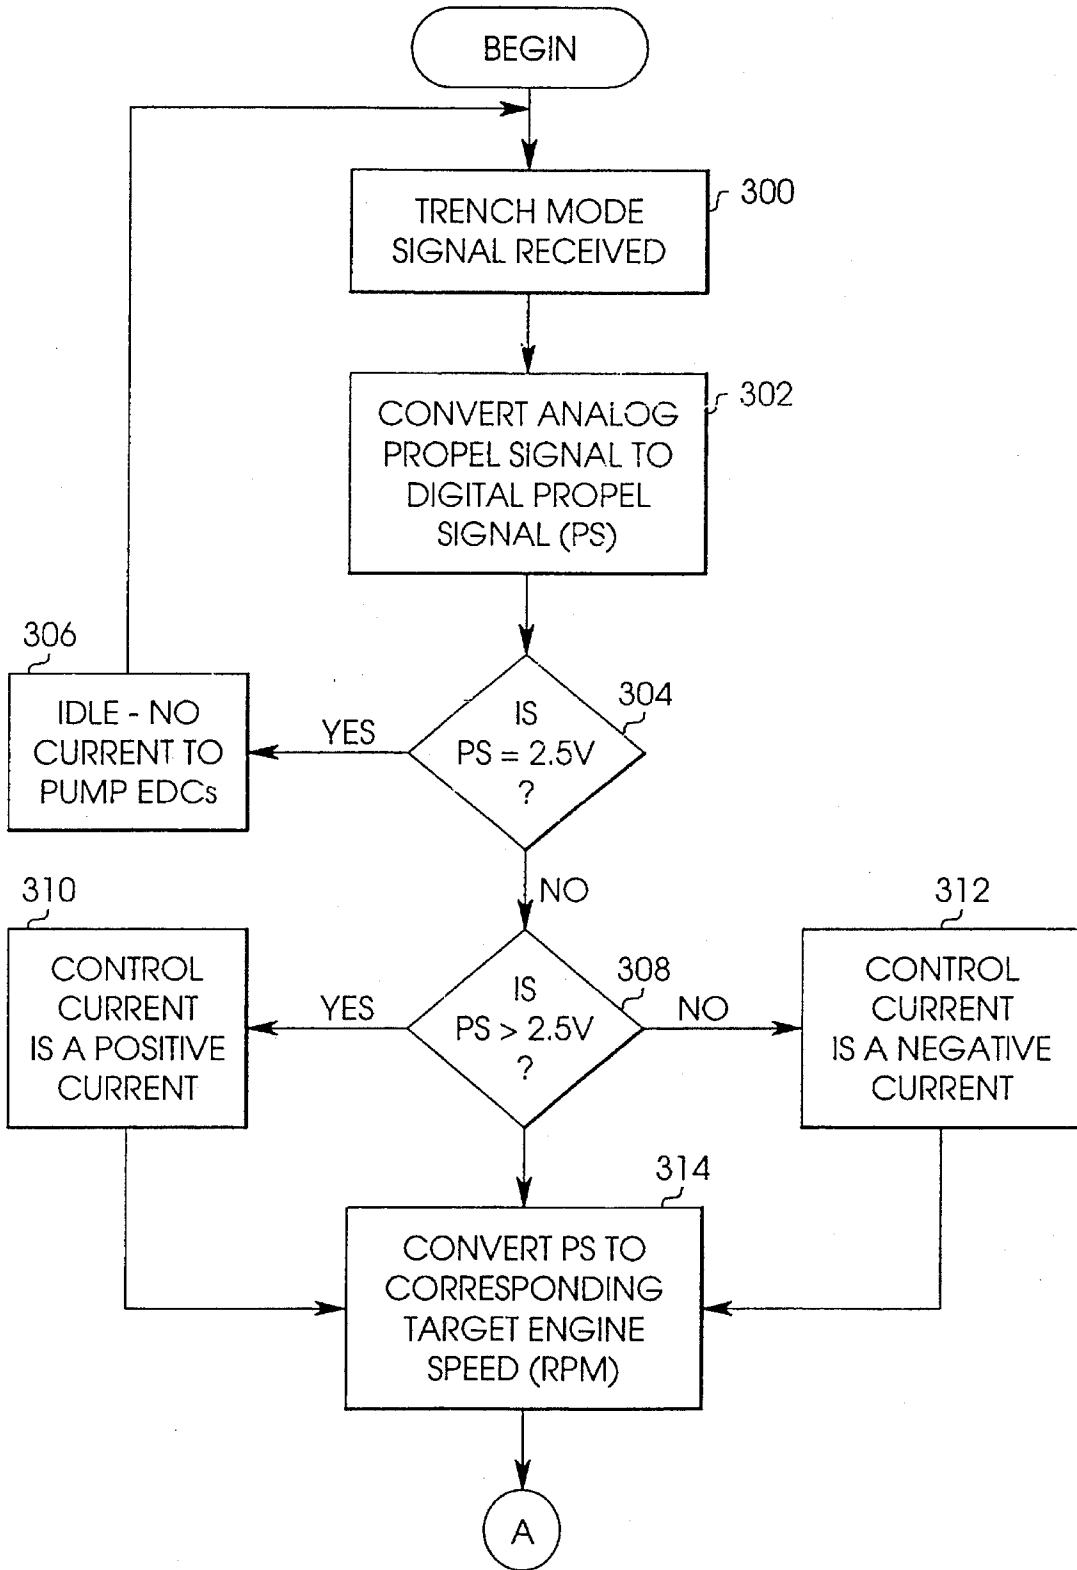 BEGIN
TRENCH MODE
SIGNAL RECEIVED
300
CONVERT ANALOG
PROPEL SIGNAL TO
DIGITAL PROPEL
SIGNAL (PS)
302
306
IDLE - NO
CURRENT TO
PUMP EDCs
YES
IS
PS = 2.5V
?
304
NO
310
CONTROL
CURRENT
IS A POSITIVE
CURRENT
YES
IS
PS > 2.5V
?
308
NO
312
CONTROL
CURRENT
IS A NEGATIVE
CURRENT
314
CONVERT PS TO
CORRESPONDING
TARGET ENGINE
SPEED (RPM)
A